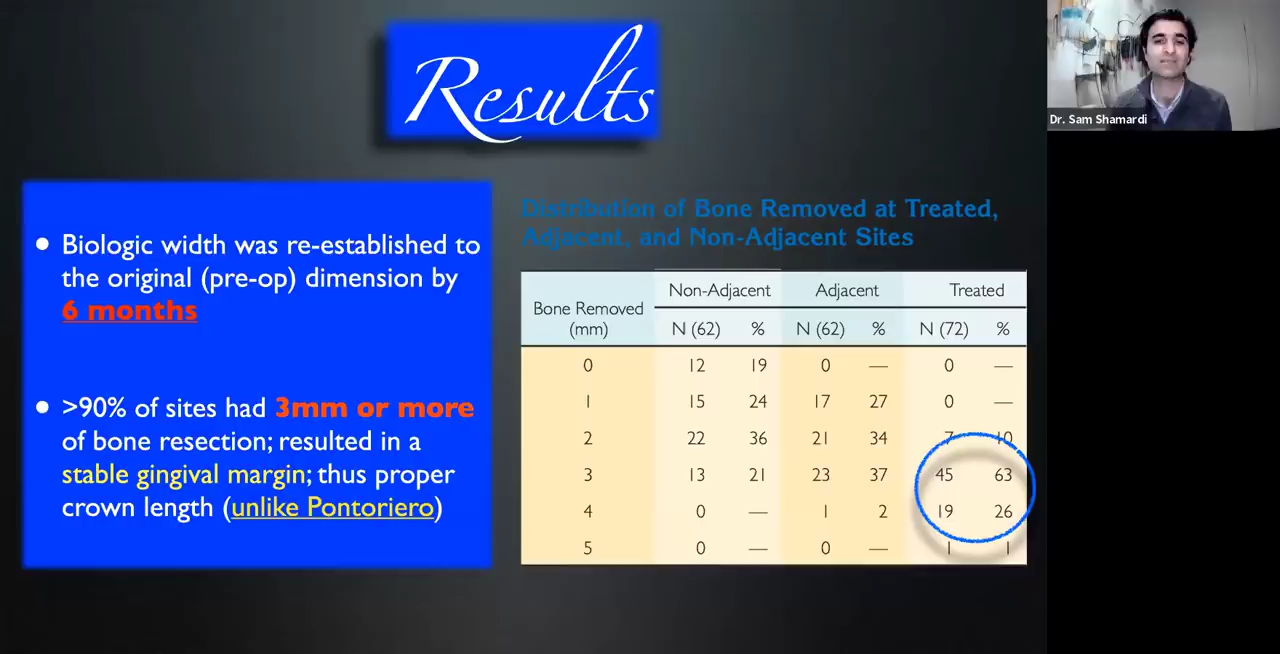 Results
Dr. Sam Shamardi
• Biologic width was re-established to
the original (pre-op) dimension by
6 months
• >90% of sites had 3mm or more
of bone resection; resulted in a
stable gingival margin; thus proper
crown length (unlike Pontoriero)
Distribution of Bone Removed at Treated,
Adjacent, and Non-Adjacent Sites
Bone Removed (mm) Non-Adjacent Adjacent Treated
N (62) % N (62) % N (72) %
0 12 19 0 — 0 —
1 15 24 17 27 0 —
2 22 36 21 34 7 10
3 13 21 23 37 45 63
4 0 — 1 2 19 26
5 0 — 0 — 1 1